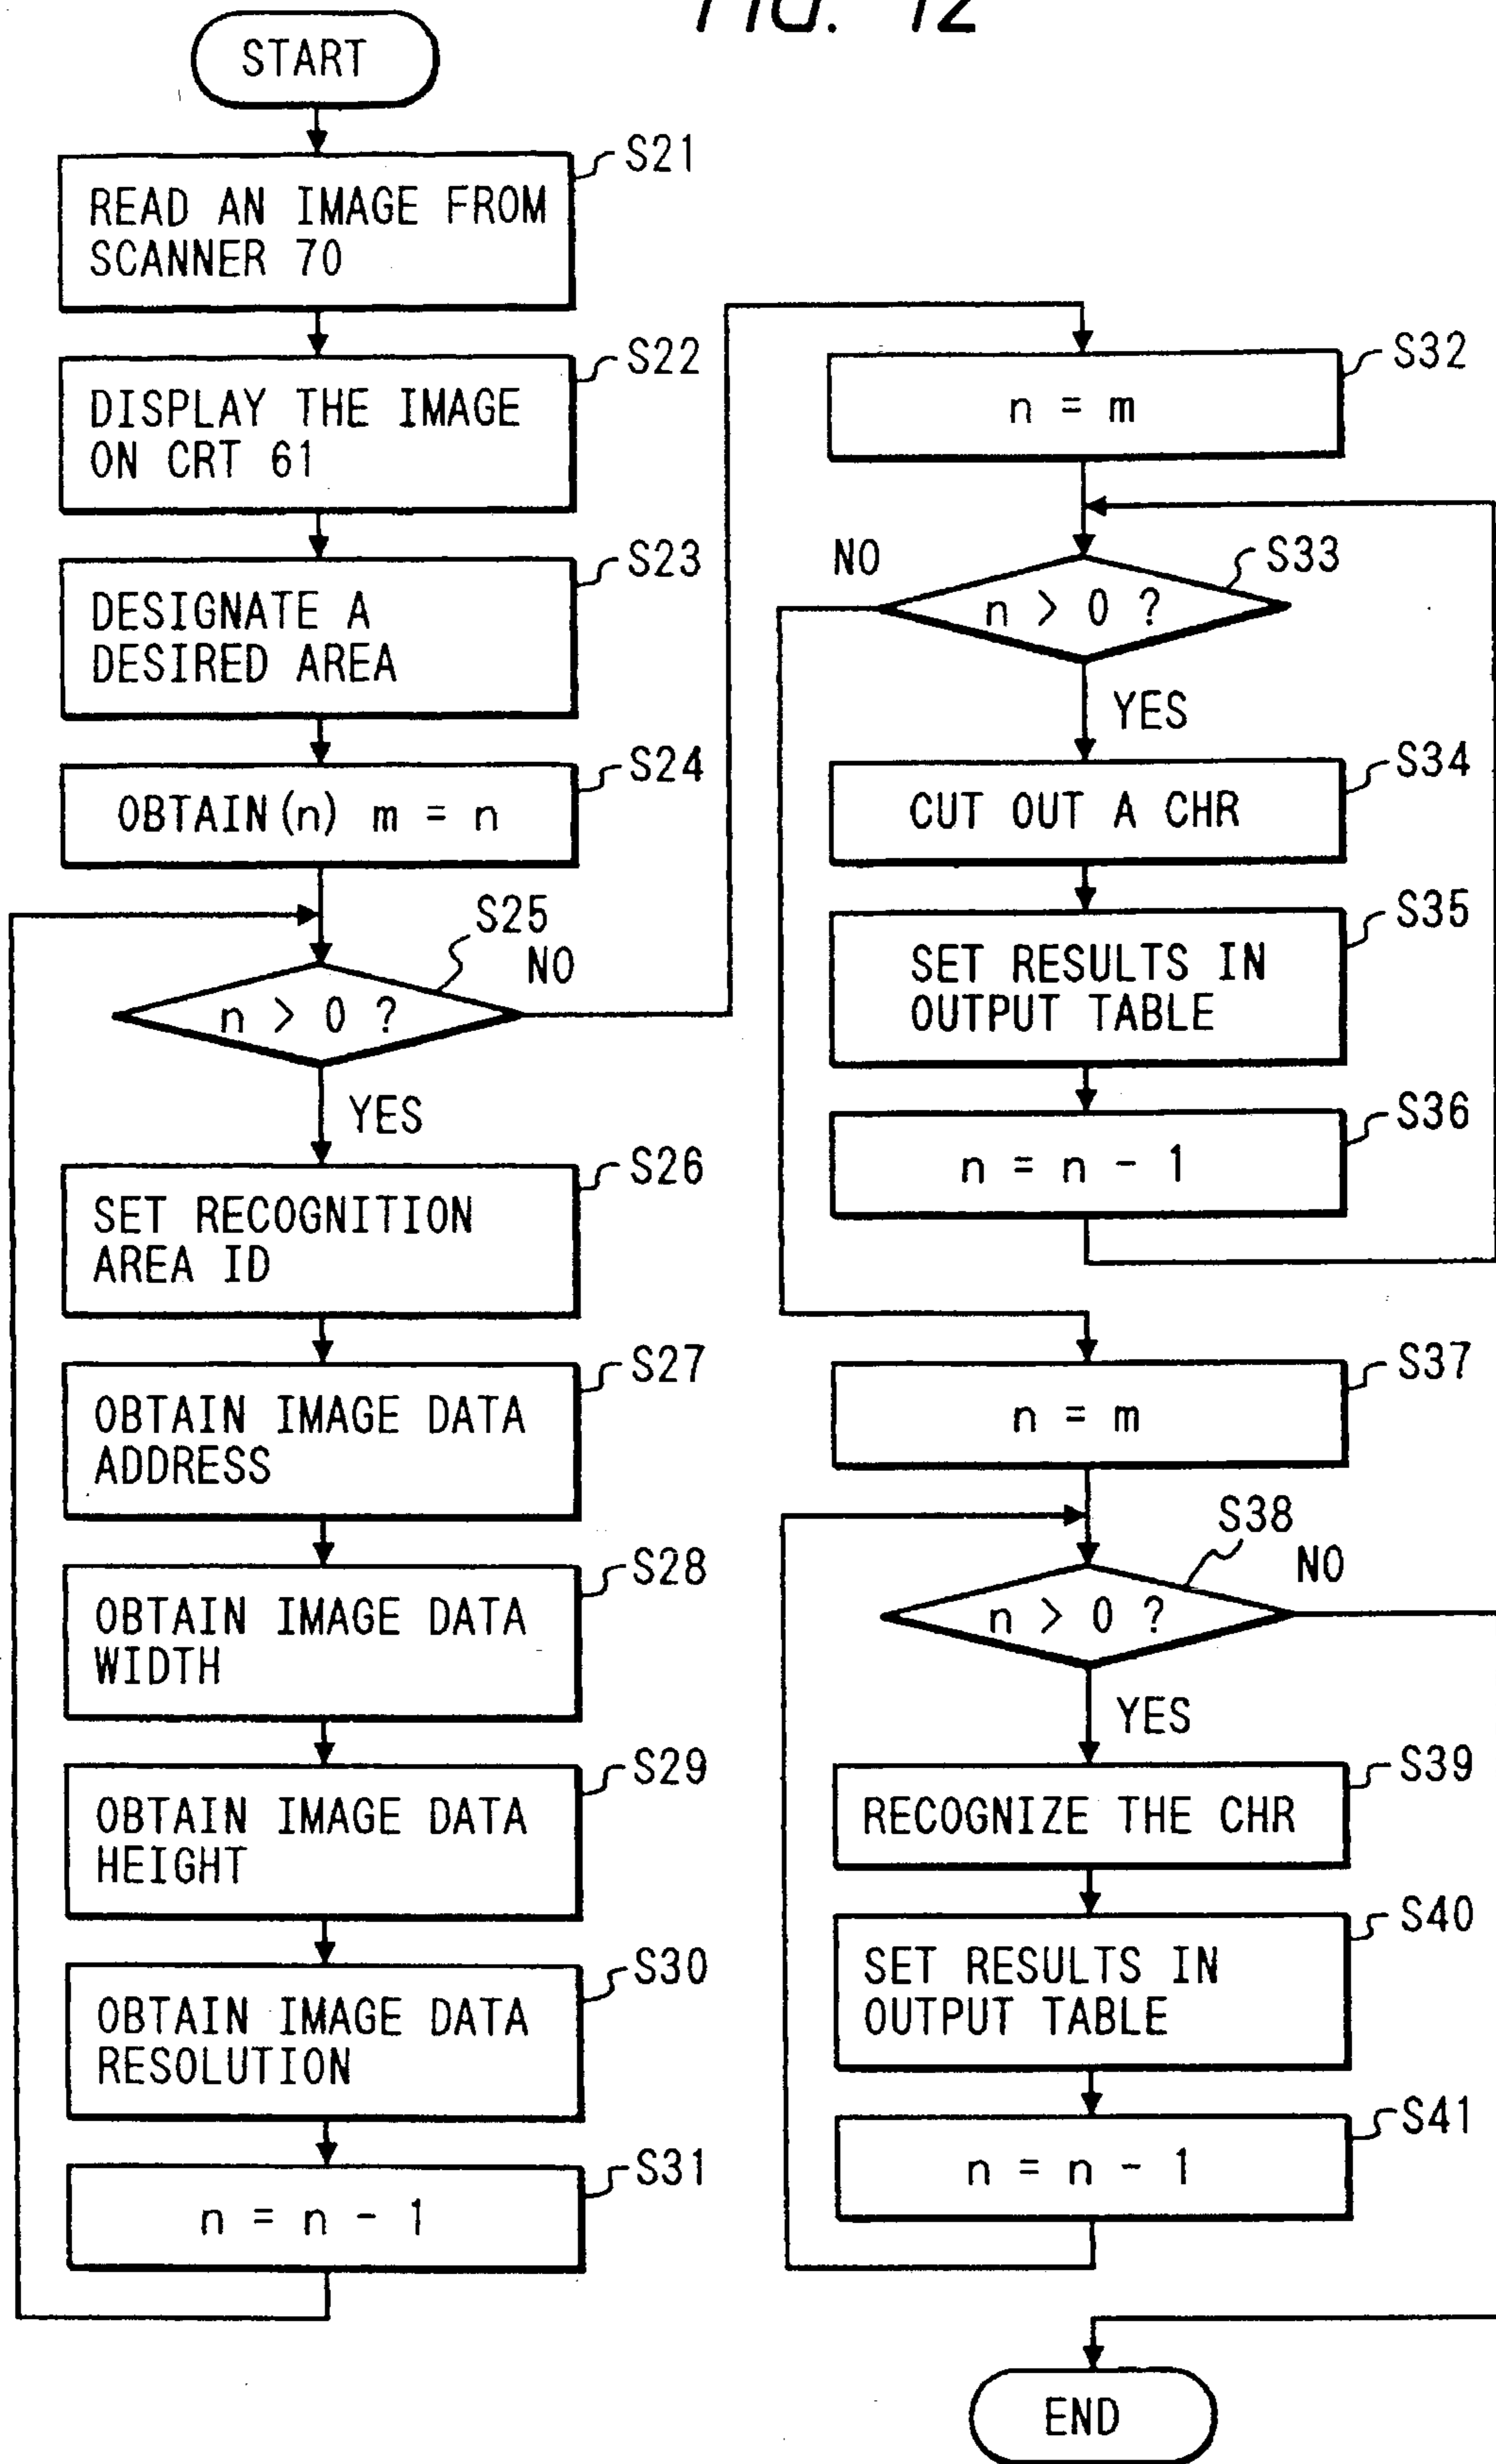 FIG. 12
START
S21
READ AN IMAGE FROM
SCANNER 70
S22
DISPLAY THE IMAGE
ON CRT 61
S23
DESIGNATE A
DESIRED AREA
S24
OBTAIN(n) m = n
S25
NO
n > 0 ?
YES
S26
SET RECOGNITION
AREA ID
S27
OBTAIN IMAGE DATA
ADDRESS
S28
OBTAIN IMAGE DATA
WIDTH
S29
OBTAIN IMAGE DATA
HEIGHT
S30
OBTAIN IMAGE DATA
RESOLUTION
S31
n = n - 1
S32
n = m
NO
S33
n > 0 ?
YES
S34
CUT OUT A CHR
S35
SET RESULTS IN
OUTPUT TABLE
S36
n = n - 1
S37
n = m
S38
NO
n > 0 ?
YES
S39
RECOGNIZE THE CHR
S40
SET RESULTS IN
OUTPUT TABLE
S41
n = n - 1
END